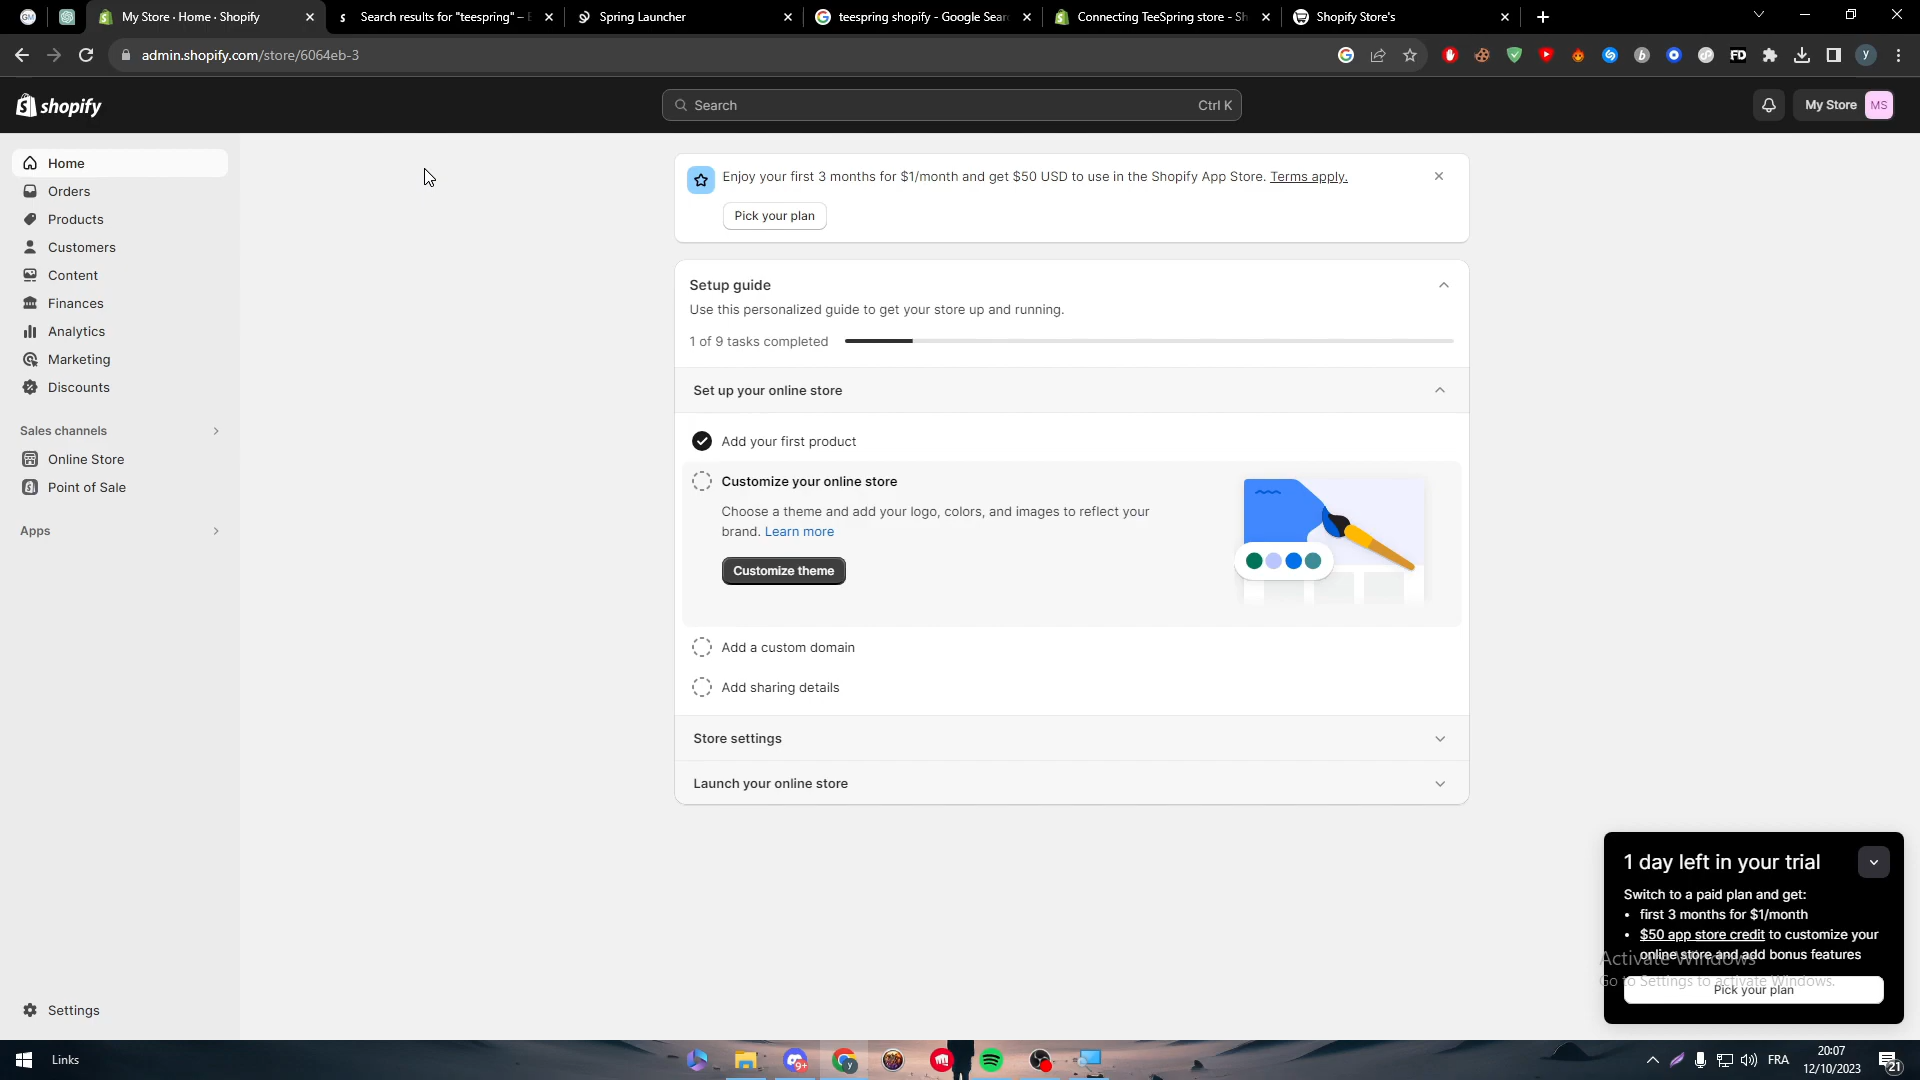 GM
My Store · Home · Shopify
Search results for "teespring" – E
Spring Launcher
teespring shopify - Google Sear
Connecting TeeSpring store - Sh
Shopify Store's
admin.shopify.com/store/6064eb-3
FD
y
shopify
Search
Ctrl K
My Store
MS
Home
Orders
Products
Customers
Content
Finances
Analytics
Marketing
Discounts
Sales channels
Online Store
Point of Sale
Apps
Settings
Enjoy your first 3 months for $1/month and get $50 USD to use in the Shopify App Store. Terms apply.
Pick your plan
Setup guide
Use this personalized guide to get your store up and running.
1 of 9 tasks completed
Set up your online store
Add your first product
Customize your online store
Choose a theme and add your logo, colors, and images to reflect your
brand. Learn more
Customize theme
Add a custom domain
Add sharing details
Store settings
Launch your online store
1 day left in your trial
Switch to a paid plan and get:
• first 3 months for $1/month
• $50 app store credit to customize your
online store and add bonus features
Pick your plan
Activate Windows
Go to Settings to activate Windows.
Links
9+
y
FRA
20:07
12/10/2023
21